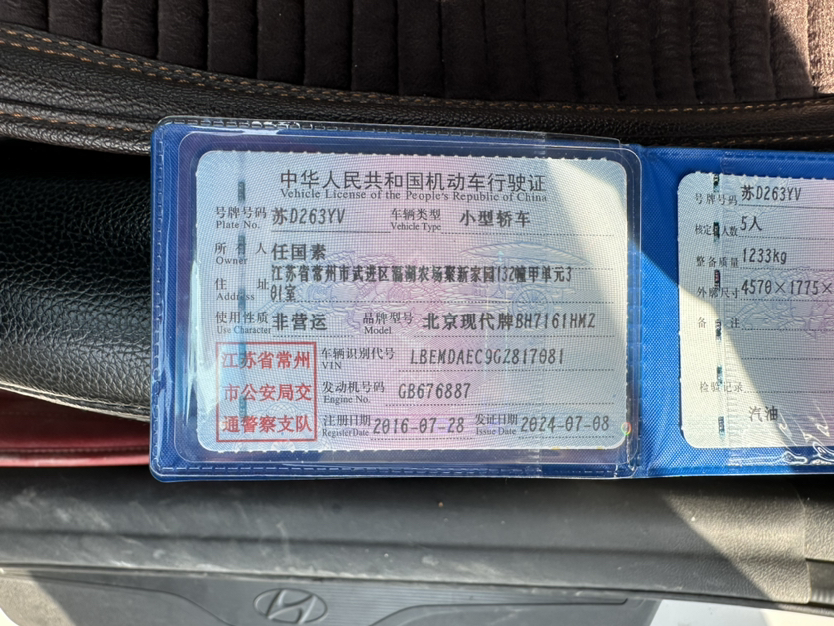 中华人民共和国机动车行驶证
Vehicle License of the People's Republic of China
号牌号码 苏D263YV 车辆类型 小型轿车
Plate No. Vehicle Type
所有人 任国素
Owner
住址 江苏省常州市武进区滆湖农场聚新家园132幢甲单元3
Address 01室
使用性质 非营运 品牌型号 北京现代牌BH7161HMZ
Use Character Model
江苏省常州
市公安局交
通警察支队
车辆识别代号 LBEMDAEC9GZ817081
VIN
发动机号码 GB676887
Engine No.
注册日期 2016-07-28 发证日期 2024-07-08
Register Date Issue Date
号牌号码 苏D263YV
核定人数 5人
整备质量 1233kg
外廓尺寸 4570×1775×
备注
检验记录
汽油